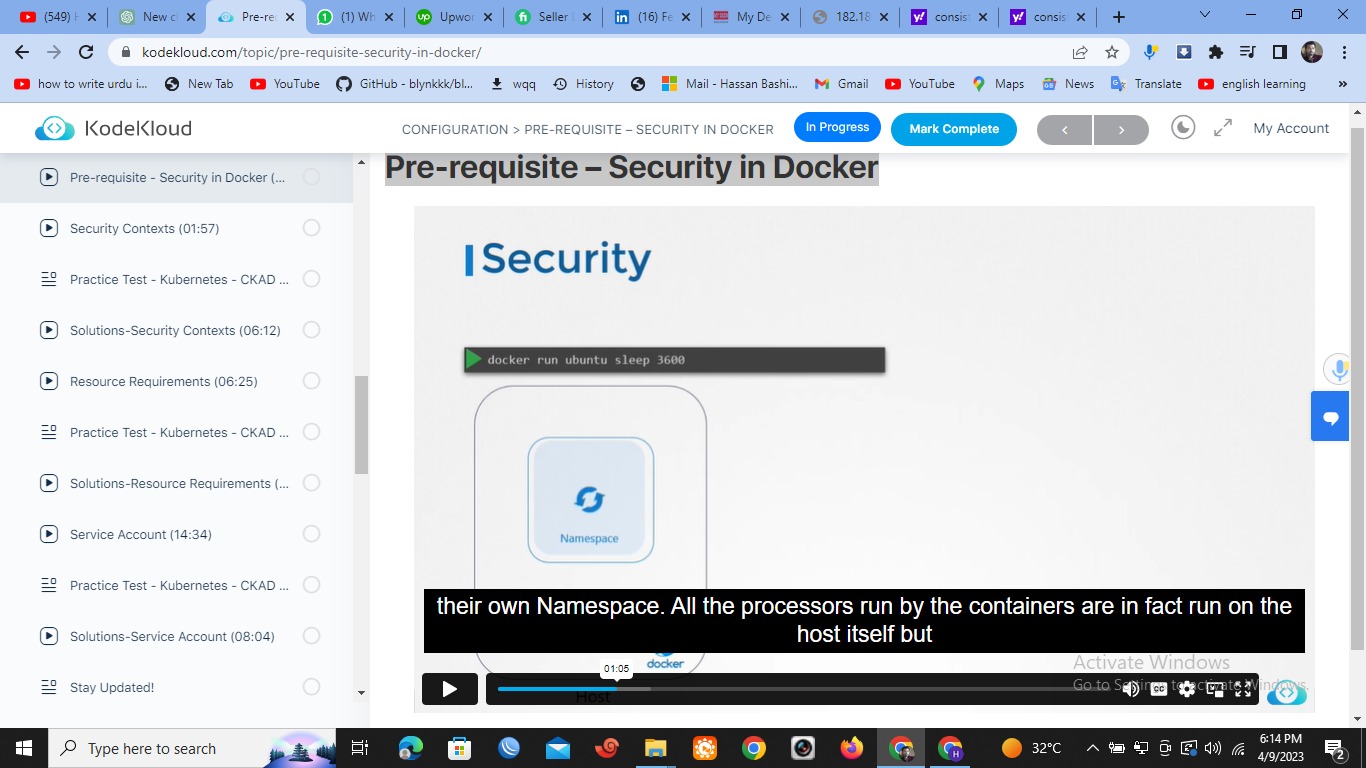 (549) H
New ch
Pre-re
(1) Wh
Upwor
Seller
(16) Fe
My De
182.18
consist
consis
kodekloud.com/topic/pre-requisite-security-in-docker/
how to write urdu i...
New Tab
YouTube
GitHub - blynkkk/bl...
wqq
History
Mail - Hassan Bashi...
Gmail
YouTube
Maps
News
Translate
english learning
»
KodeKloud
CONFIGURATION > PRE-REQUISITE – SECURITY IN DOCKER
In Progress
Mark Complete
My Account
Pre-requisite - Security in Docker (...
Security Contexts (01:57)
Practice Test - Kubernetes - CKAD ...
Solutions-Security Contexts (06:12)
Resource Requirements (06:25)
Practice Test - Kubernetes - CKAD ...
Solutions-Resource Requirements (...
Service Account (14:34)
Practice Test - Kubernetes - CKAD ...
Solutions-Service Account (08:04)
Stay Updated!
Pre-requisite – Security in Docker
Security
docker run ubuntu sleep 3600
Namespace
their own Namespace. All the processors run by the containers are in fact run on the
host itself but
docker
01:05
Host
CC
Activate Windows
Go to Settings to activate Windows.
Type here to search
32°C
6:14 PM
4/9/2023
2